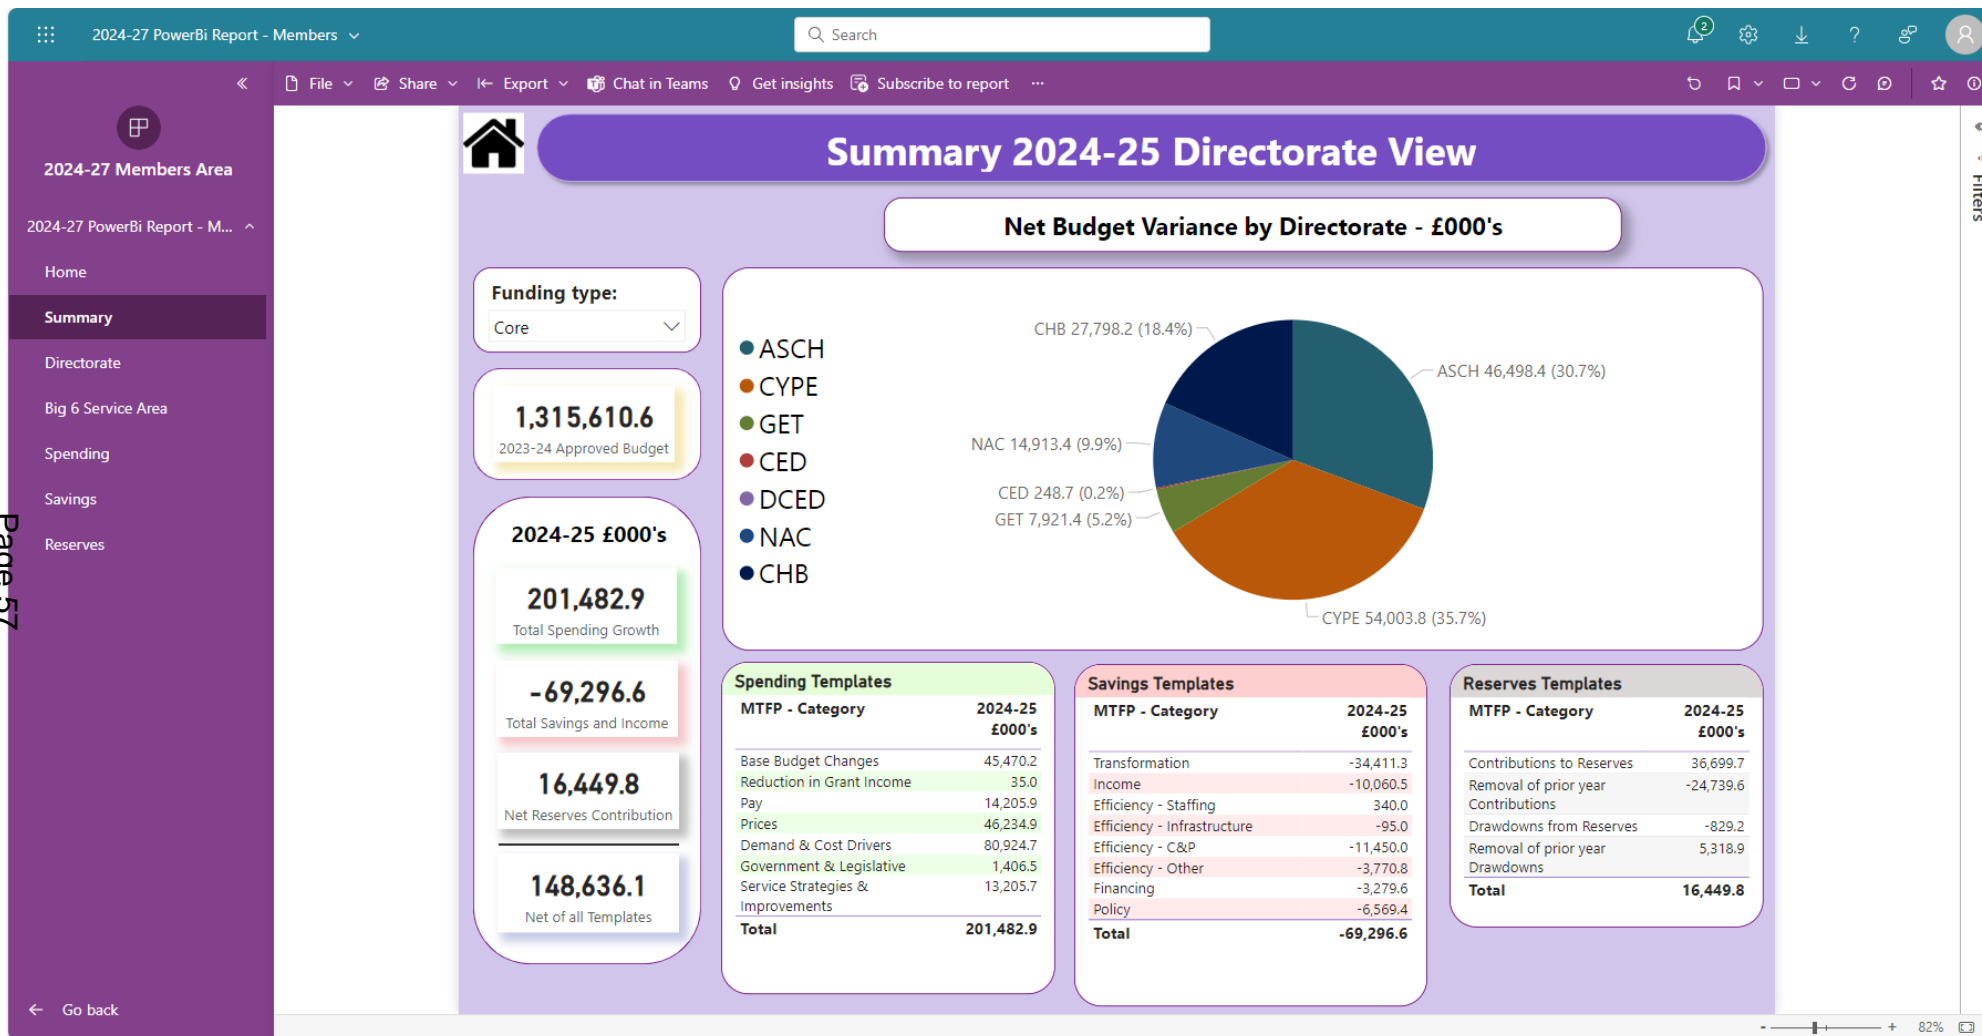 2024-27 PowerBi Report - Members
Search
2
File
Share
Export
Chat in Teams
Get insights
Subscribe to report
...
2024-27 Members Area
2024-27 PowerBi Report - M...
Home
Summary
Directorate
Big 6 Service Area
Spending
Savings
Reserves
Go back
Page 57
Filters
Summary 2024-25 Directorate View
Net Budget Variance by Directorate - £000's
Funding type:
Core
1,315,610.6
2023-24 Approved Budget
2024-25 £000's
201,482.9
Total Spending Growth
-69,296.6
Total Savings and Income
16,449.8
Net Reserves Contribution
148,636.1
Net of all Templates
ASCH
CYPE
GET
CED
DCED
NAC
CHB
CHB 27,798.2 (18.4%)
ASCH 46,498.4 (30.7%)
NAC 14,913.4 (9.9%)
CED 248.7 (0.2%)
GET 7,921.4 (5.2%)
CYPE 54,003.8 (35.7%)
Spending Templates
MTFP - Category 2024-25
£000's
Base Budget Changes 45,470.2
Reduction in Grant Income 35.0
Pay 14,205.9
Prices 46,234.9
Demand & Cost Drivers 80,924.7
Government & Legislative 1,406.5
Service Strategies & 13,205.7
Improvements
Total 201,482.9
Savings Templates
MTFP - Category 2024-25
£000's
Transformation -34,411.3
Income -10,060.5
Efficiency - Staffing 340.0
Efficiency - Infrastructure -95.0
Efficiency - C&P -11,450.0
Efficiency - Other -3,770.8
Financing -3,279.6
Policy -6,569.4
Total -69,296.6
Reserves Templates
MTFP - Category 2024-25
£000's
Contributions to Reserves 36,699.7
Removal of prior year -24,739.6
Contributions
Drawdowns from Reserves -829.2
Removal of prior year 5,318.9
Drawdowns
Total 16,449.8
- + 82%